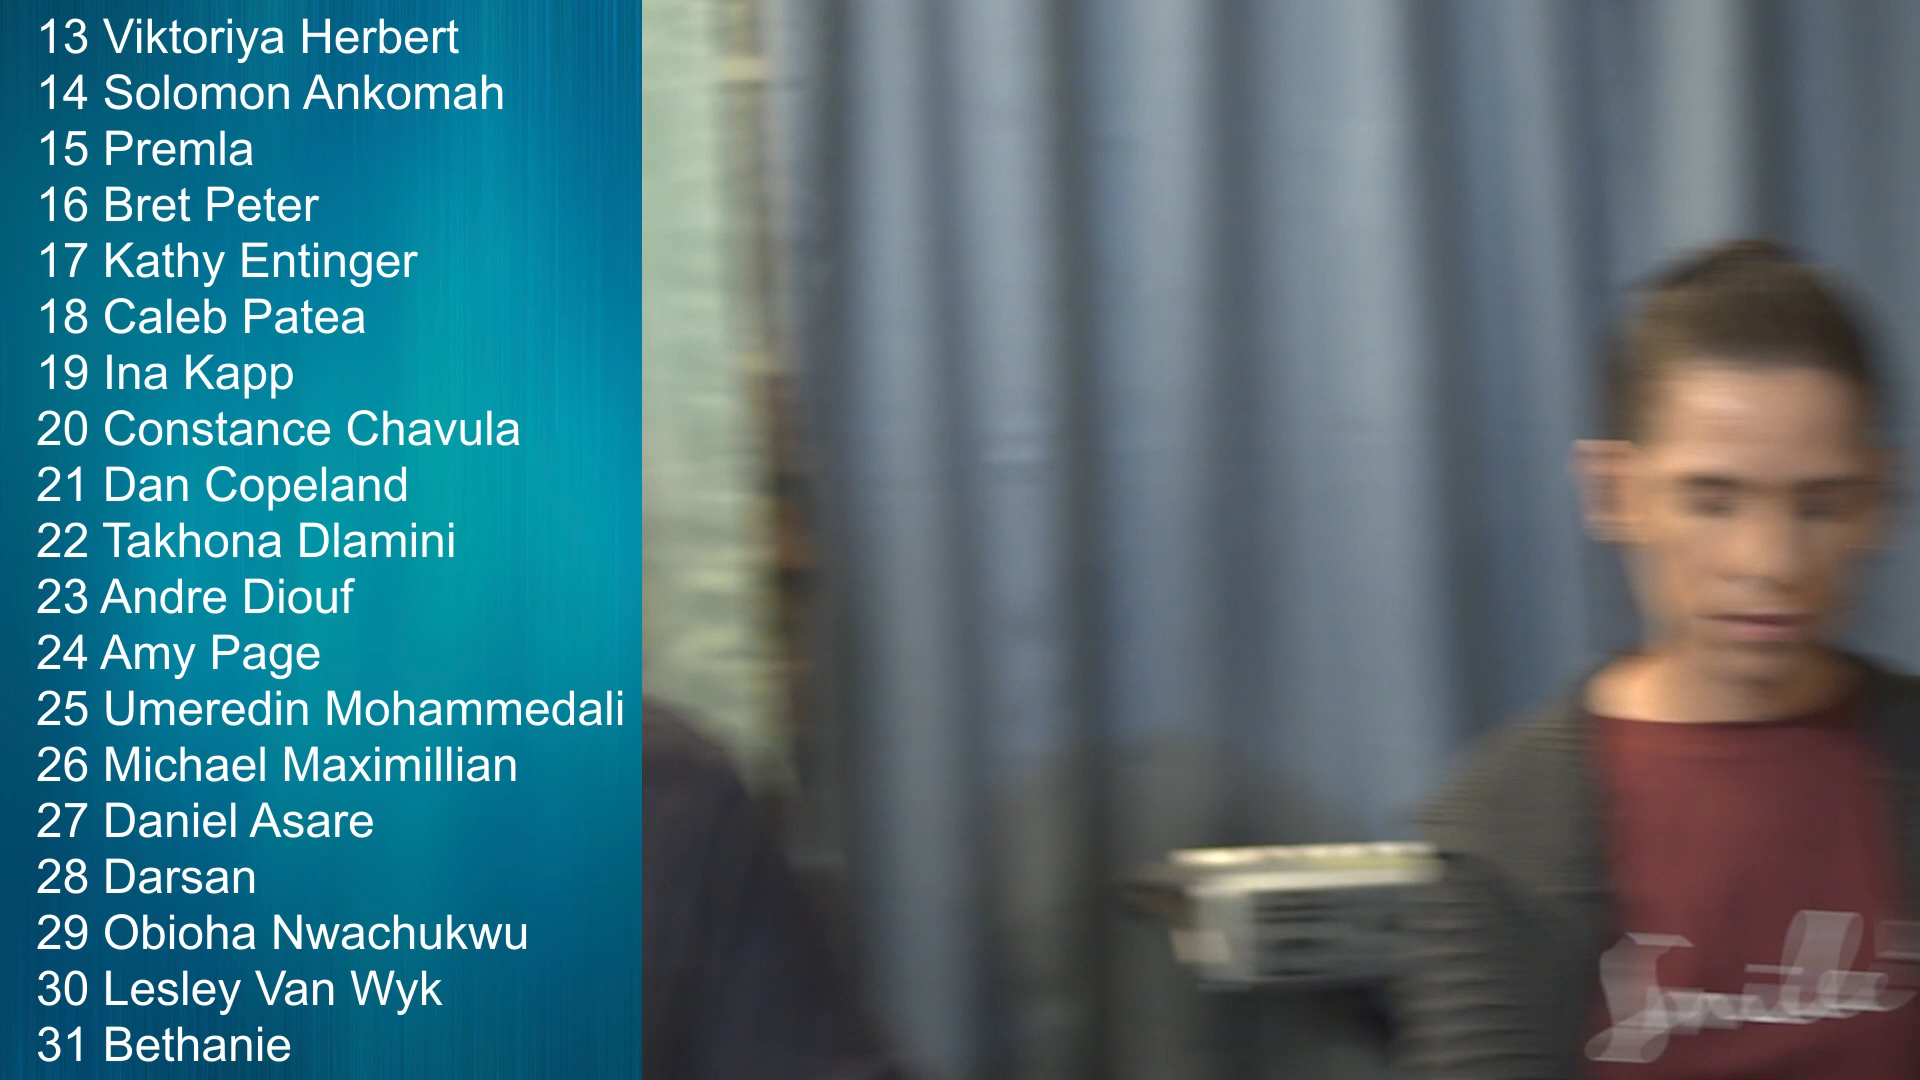 13 Viktoriya Herbert
14 Solomon Ankomah
15 Premla
16 Bret Peter
17 Kathy Entinger
18 Caleb Patea
19 Ina Kapp
20 Constance Chavula
21 Dan Copeland
22 Takhona Dlamini
23 Andre Diouf
24 Amy Page
25 Umeredin Mohammedali
26 Michael Maximillian
27 Daniel Asare
28 Darsan
29 Obioha Nwachukwu
30 Lesley Van Wyk
31 Bethanie